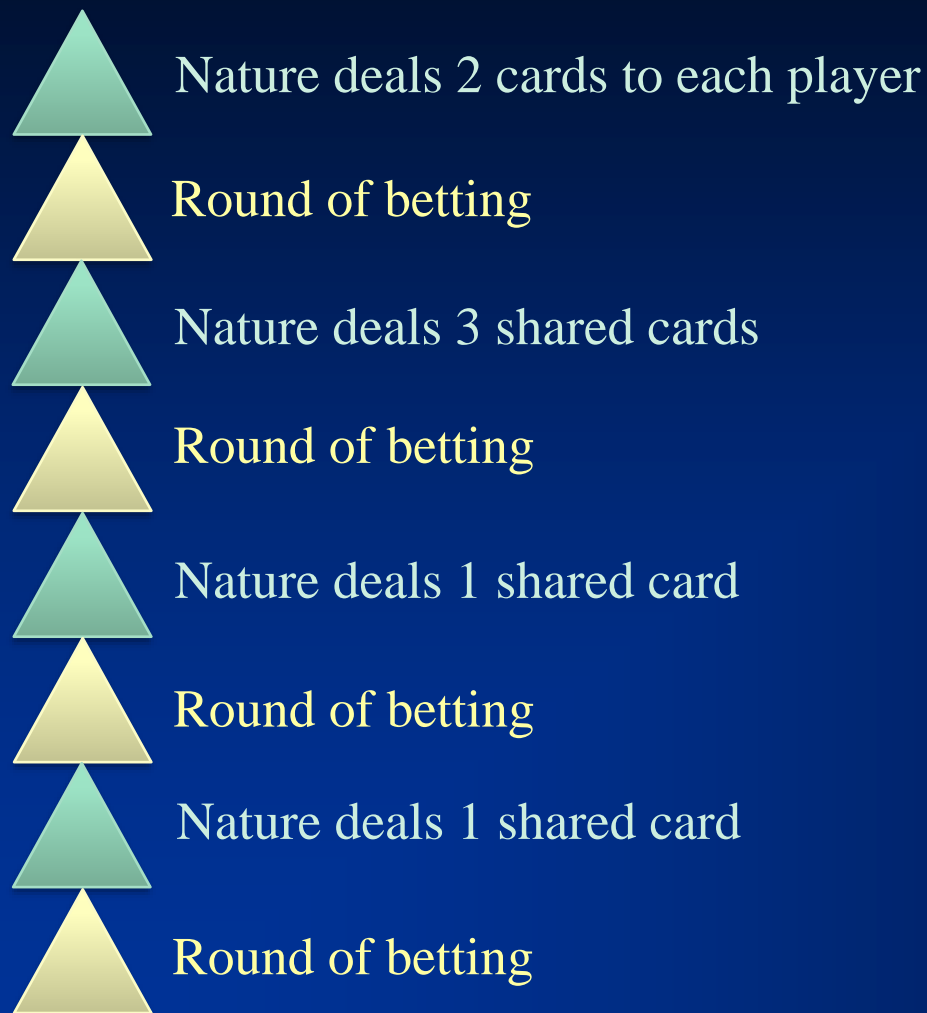 Nature deals 2 cards to each player
Round of betting
Nature deals 3 shared cards
Round of betting
Nature deals 1 shared card
Round of betting
Nature deals 1 shared card
Round of betting